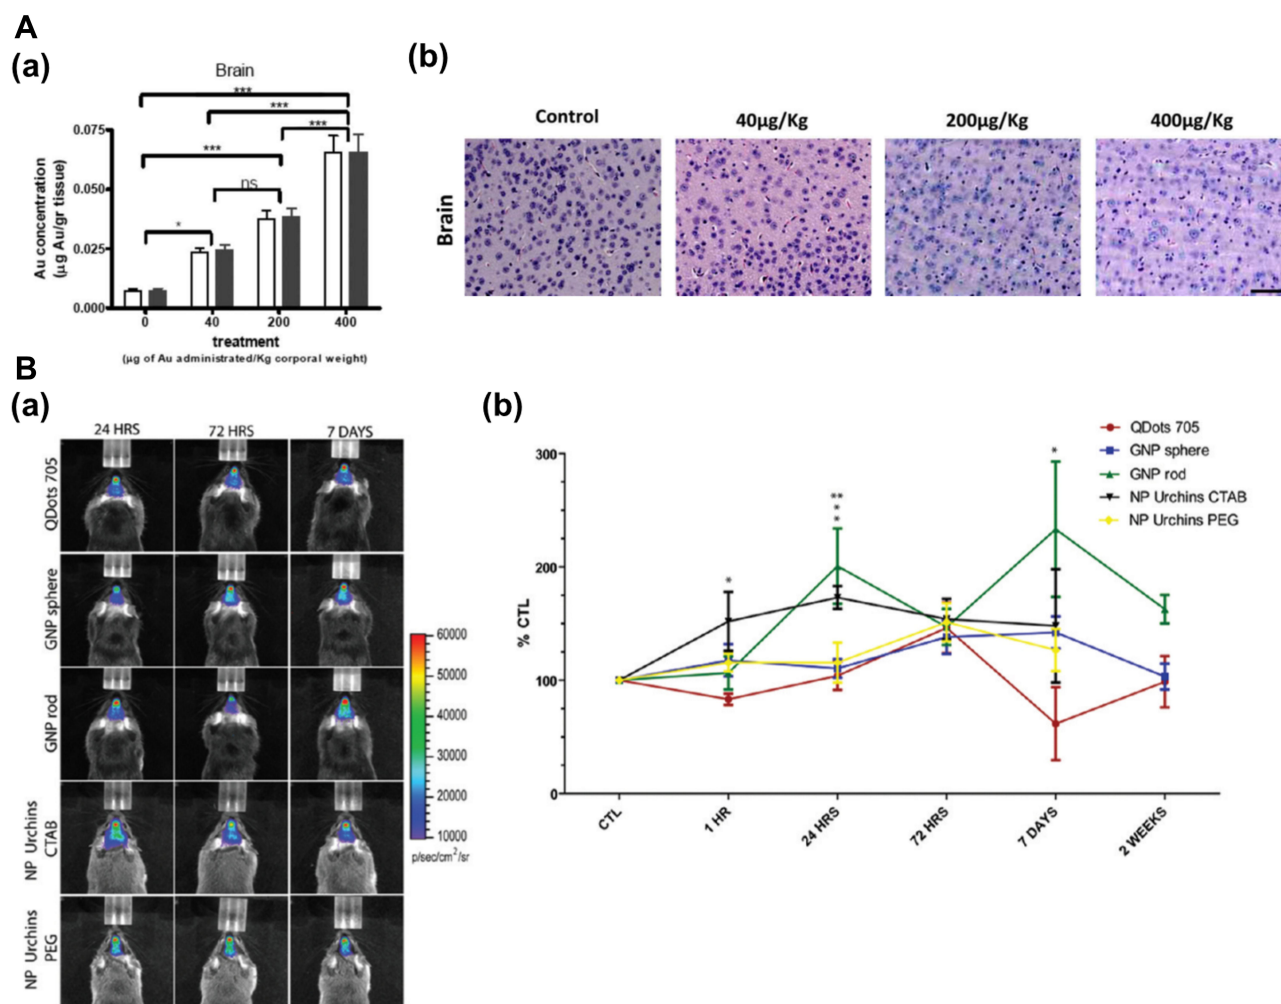 A
(a)
Brain
***
***
***
***
ns
*
0.075
0.050
0.025
0.000
Au concentration
(µg Au/gr tissue)
0 40 200 400
treatment
(µg of Au administrated/Kg corporal weight)
(b)
Control 40µg/Kg 200µg/Kg 400µg/Kg
Brain
B
(a)
24 HRS 72 HRS 7 DAYS
QDots 705
GNP sphere
GNP rod
NP Urchins
CTAB
NP Urchins
PEG
60000
50000
40000
30000
20000
10000
p/sec/cm²/sr
(b)
QDots 705
GNP sphere
GNP rod
NP Urchins CTAB
NP Urchins PEG
300
200
100
0
% CTL
*
**
*
*
*
CTL
1 HR
24 HRS
72 HRS
7 DAYS
2 WEEKS